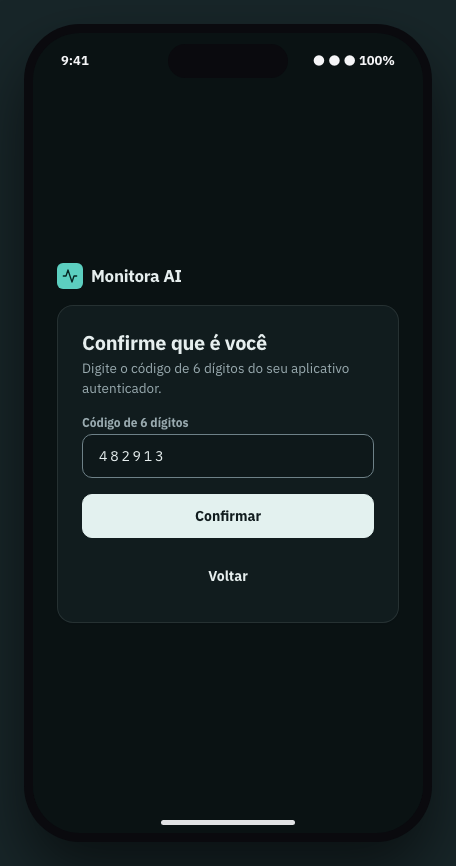 9:41
100%
Monitora AI
Confirme que é você
Digite o código de 6 dígitos do seu aplicativo
autenticador.
Código de 6 dígitos
482913
Confirmar
Voltar